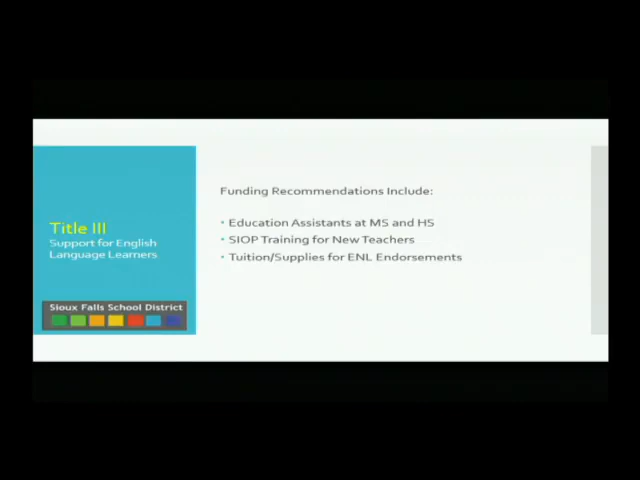 Title III
Support for English
Language Learners
Sioux Falls School District
Funding Recommendations Include:
• Education Assistants at MS and HS
• SIOP Training for New Teachers
• Tuition/Supplies for ENL Endorsements